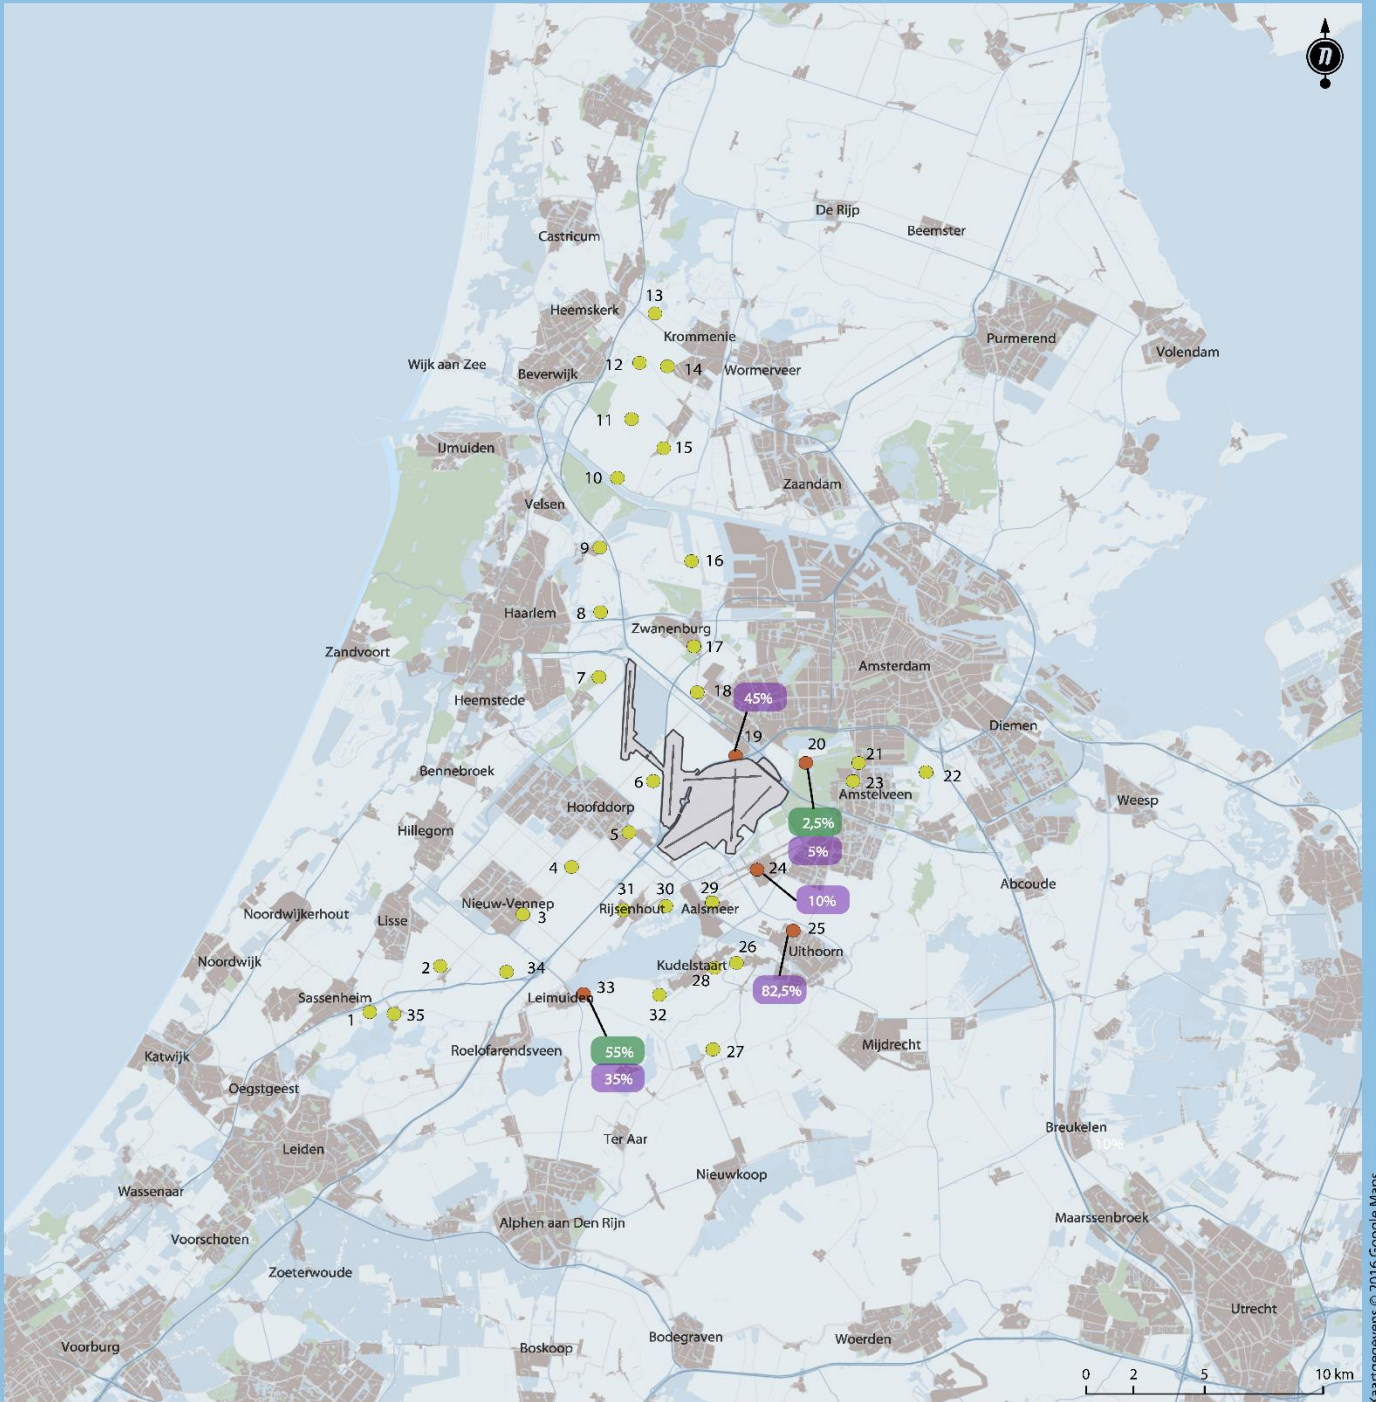 n
De Rijp
Beemster
Castricum
13
Heemskerk
Krommenie
Purmerend
Volendam
Wijk aan Zee
12
14
Wormerveer
Beverwijk
11
IJmuiden
15
10
Zaandam
Velsen
9
16
8
Haarlem
Zwanenburg
17
Zandvoort
Amsterdam
7
18
45%
Heemstede
Diemen
19
20
21
Bennebroek
6
23
22
Amstelveen
Weesp
Hoofddorp
2,5%
Hillegom
5
5%
4
24
Abcoude
31
30
29
10%
Nieuw-Vennep
Rijsenhout
Aalsmeer
Noordwijkerhout
Lisse
3
25
26
Uithoorn
Noordwijk
2
34
Kudelstaart
28
82,5%
33
Sassenheim
Leimuiden
1
35
32
Roelofarendsveen
55%
27
Mijdrecht
Katwijk
35%
Oegstgeest
Breukelen
10%
Ter Aar
Leiden
Nieuwkoop
Wassenaar
Maarssenbroek
Alphen aan Den Rijn
Voorschoten
Zoeterwoude
Utrecht
Voorburg
Boskoop
Bodegraven
Woerden
0 2 5 10 km
Kaartgegevens © 2016 Google Maps